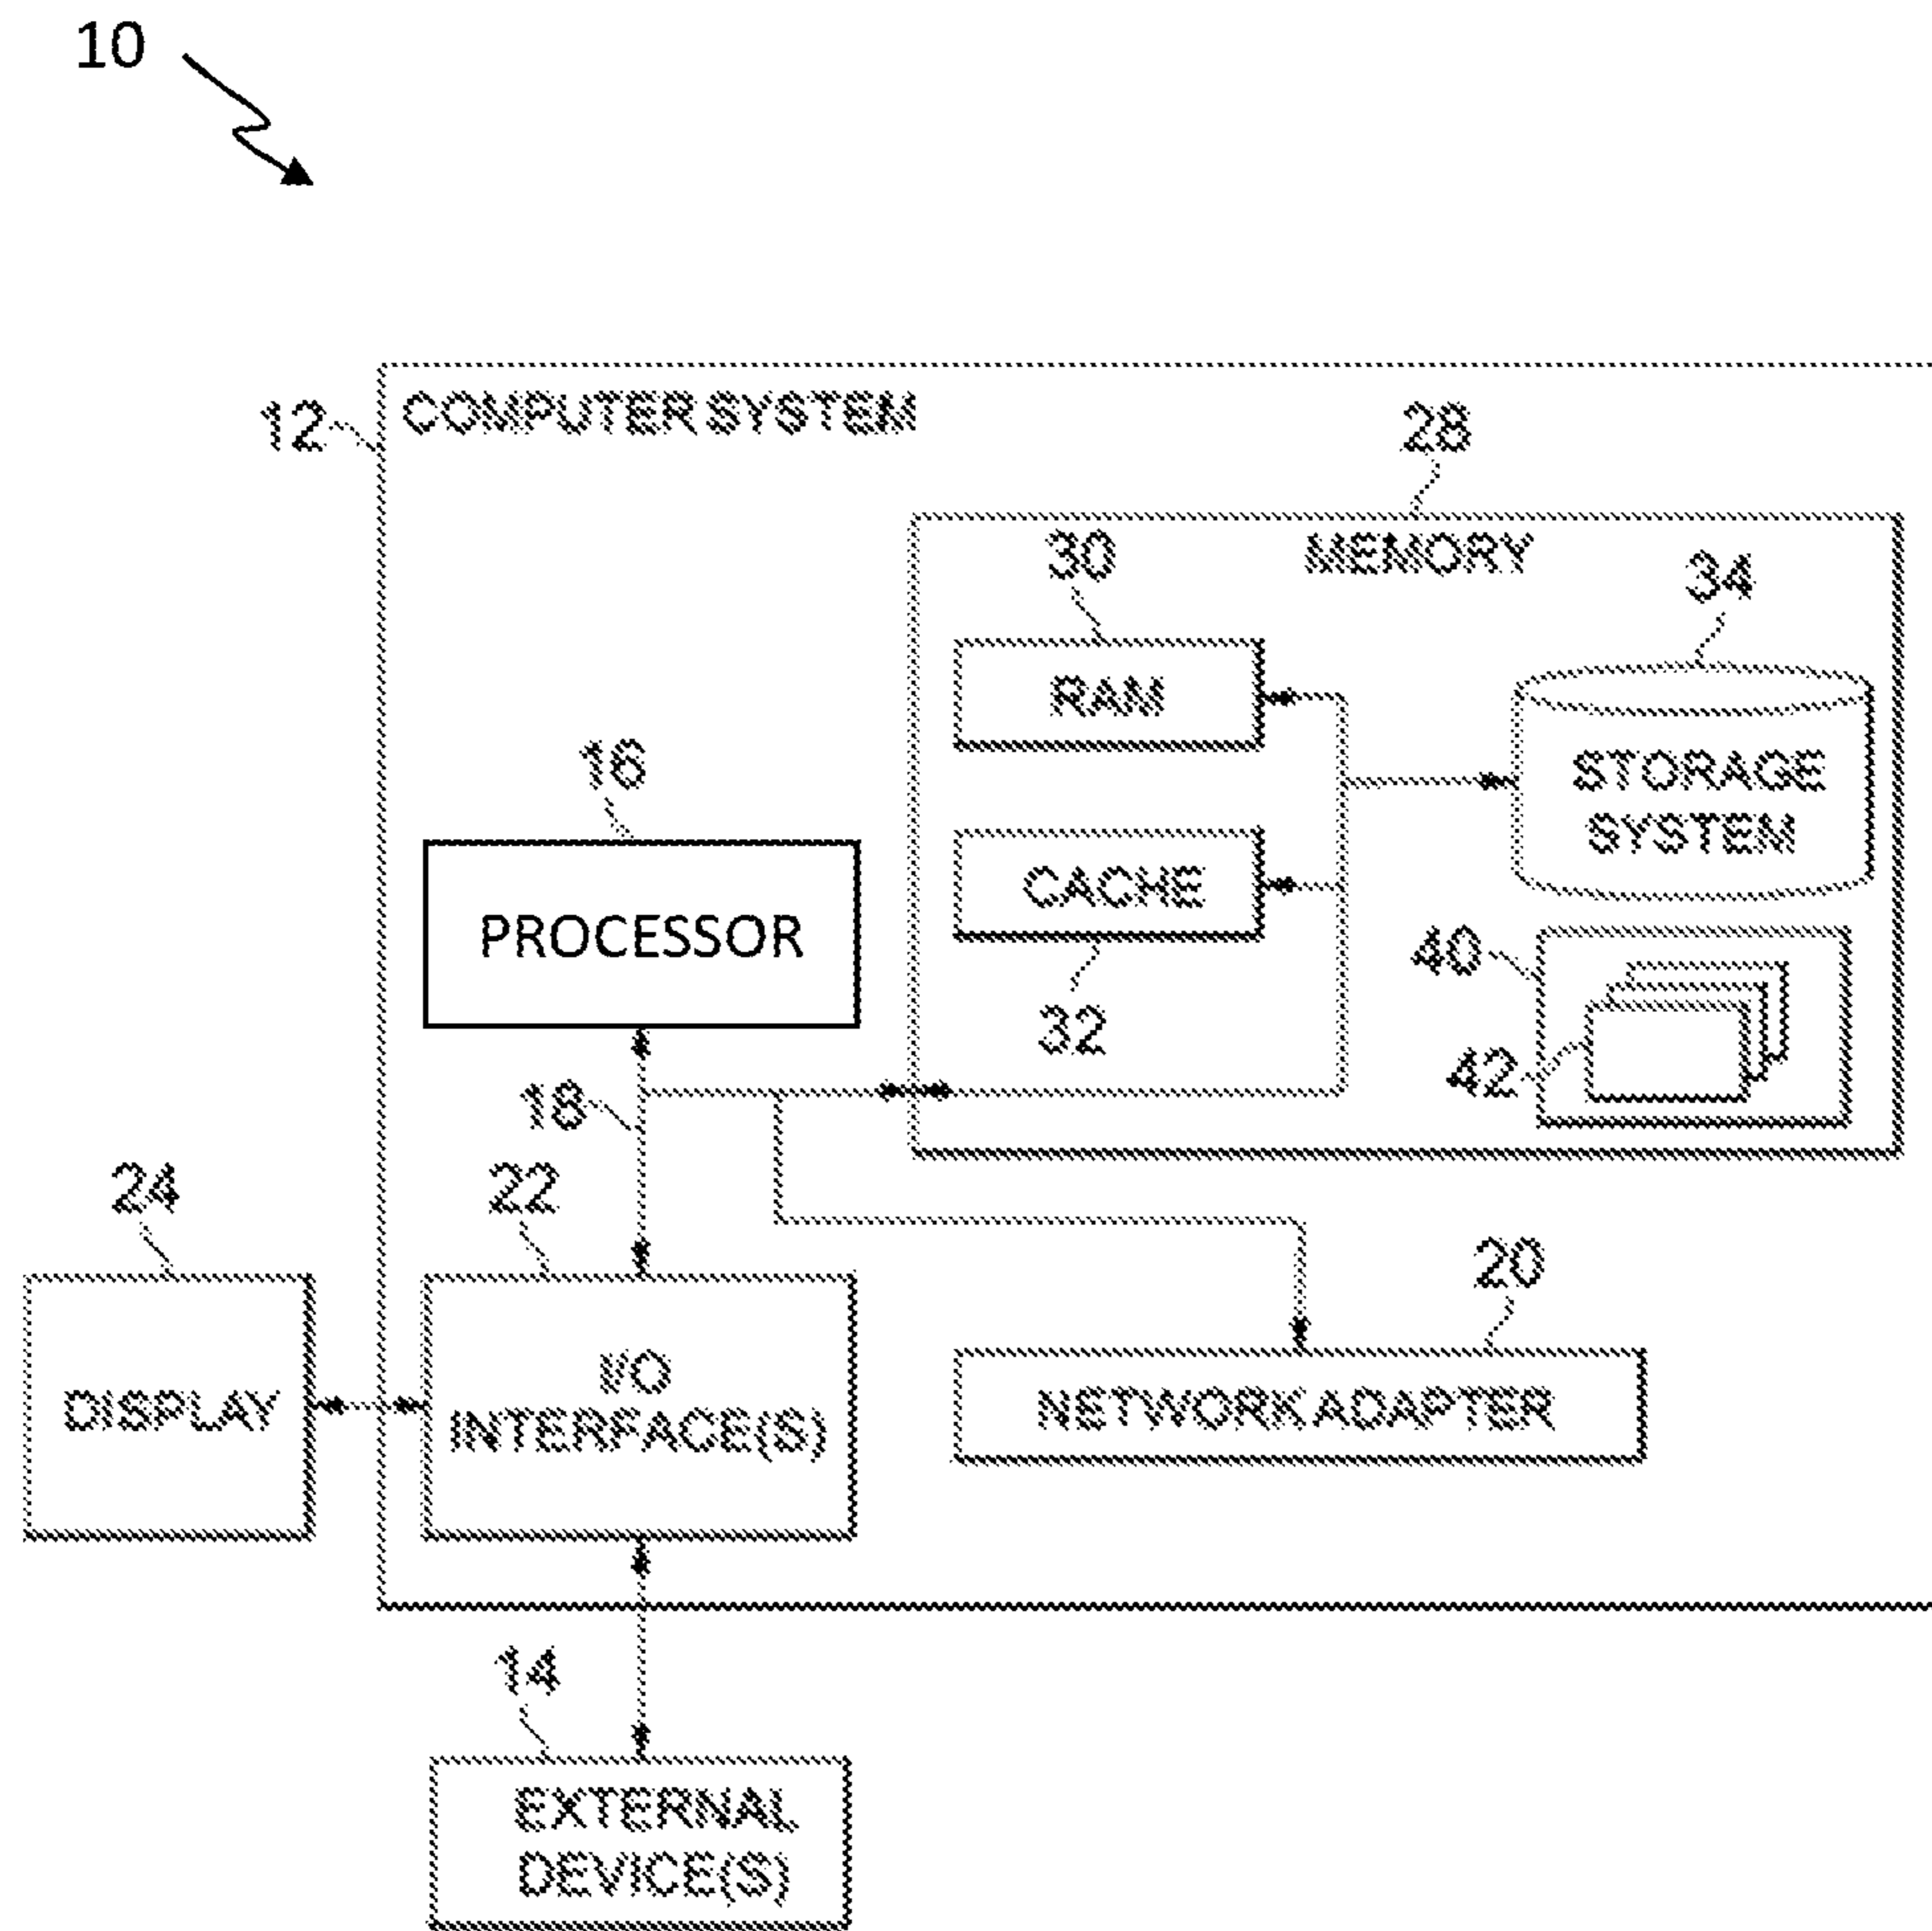 10
12
COMPUTER SYSTEM
28
MEMORY
30
34
RAM
STORAGE
SYSTEM
16
PROCESSOR
CACHE
32
40
42
18
24
22
20
DISPLAY
I/O
INTERFACE(S)
NETWORK ADAPTER
14
EXTERNAL
DEVICE(S)